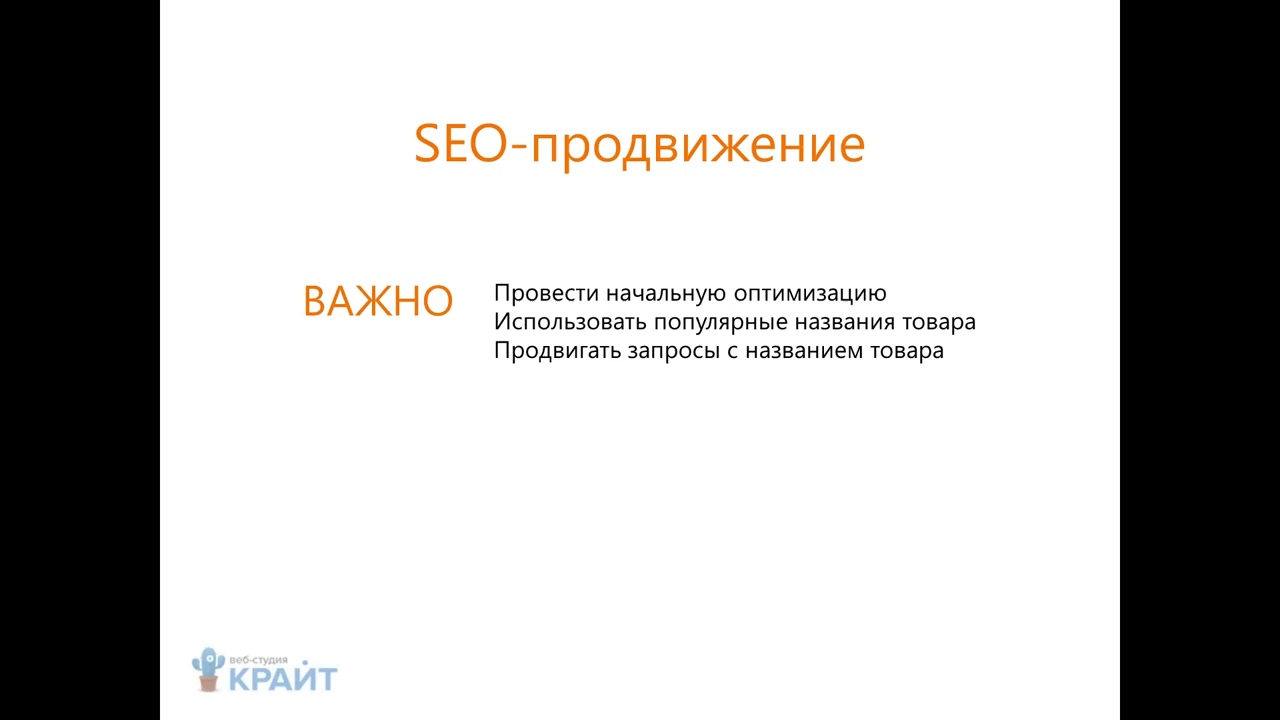 SEO-продвижение
ВАЖНО
Провести начальную оптимизацию
Использовать популярные названия товара
Продвигать запросы с названием товара
веб-студия
КРАЙТ